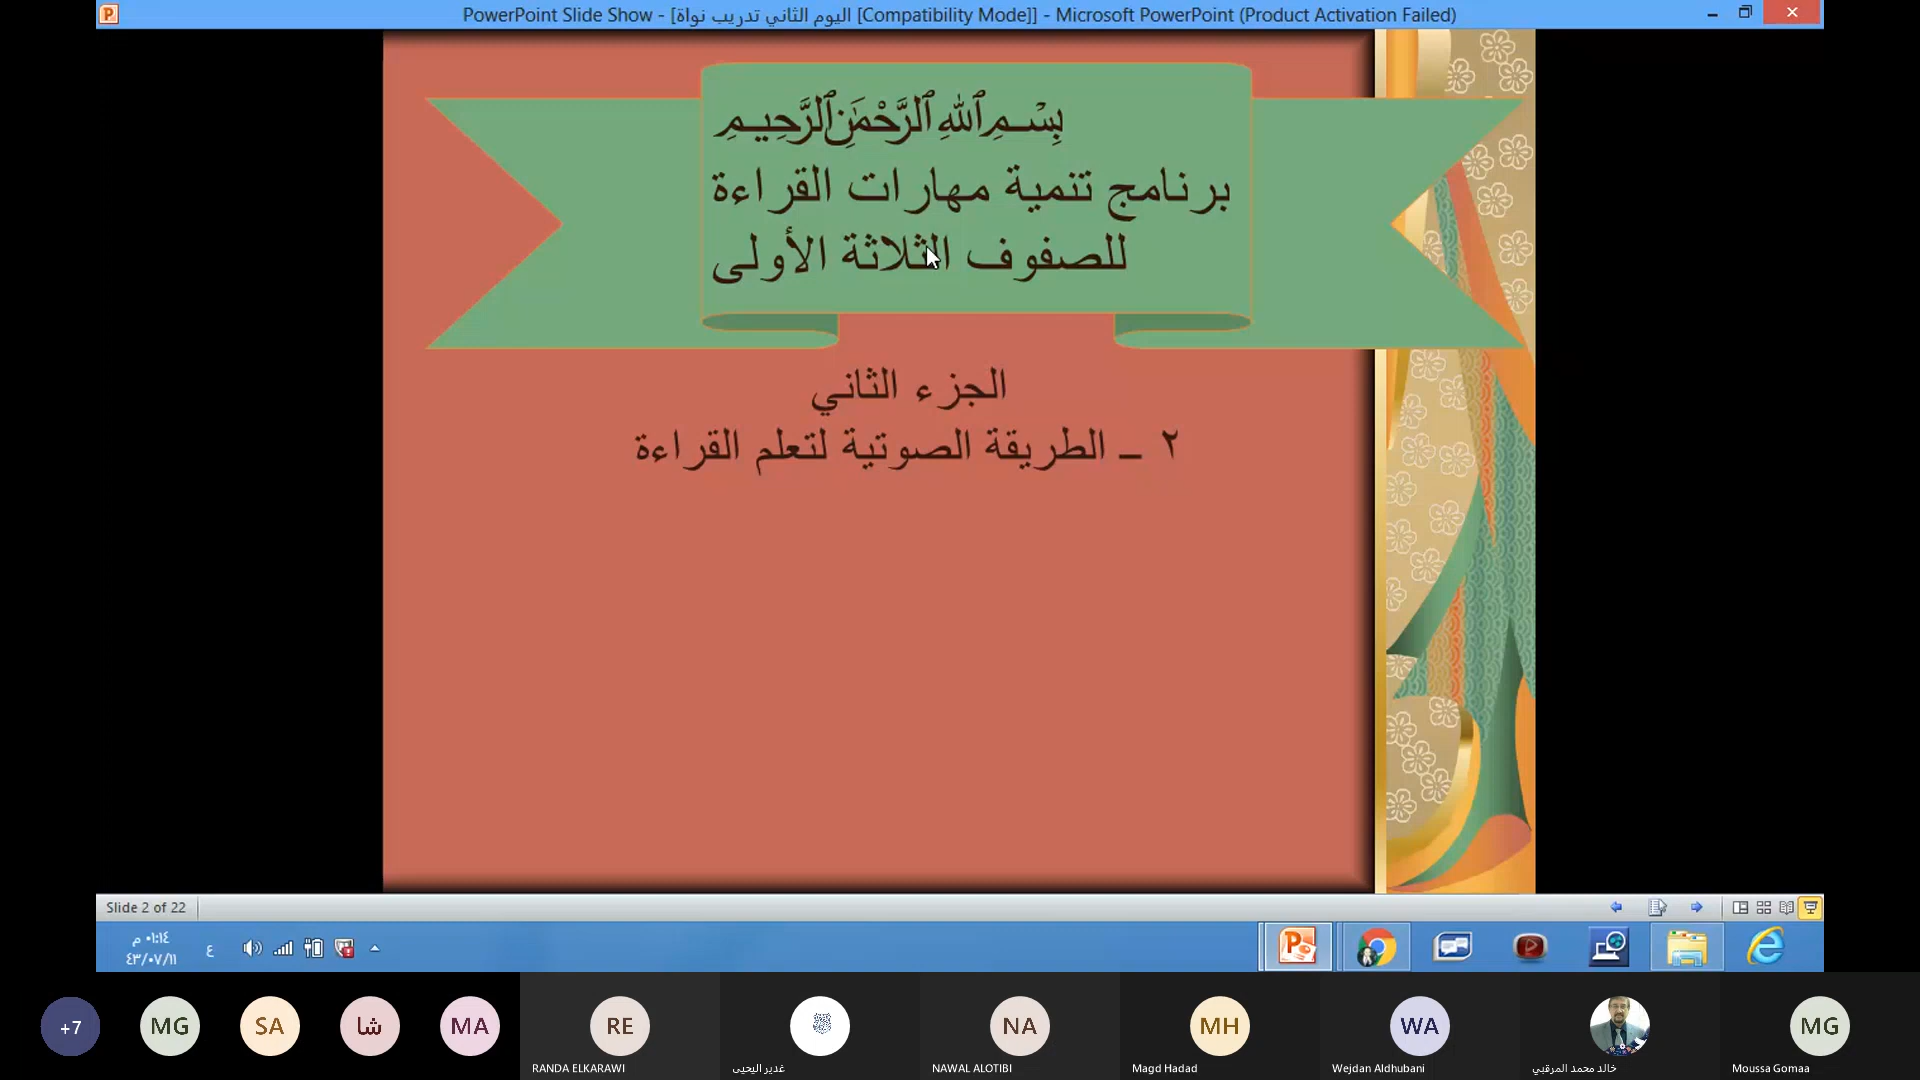 PowerPoint Slide Show - [اليوم الثاني تدريب نواة [Compatibility Mode]] - Microsoft PowerPoint (Product Activation Failed)
بِسْمِ ٱللَّهِ ٱلرَّحْمَٰنِ ٱلرَّحِيمِ
برنامج تنمية مهارات القراءة
للصفوف الثلاثة الأولى
الجزء الثاني
٢ ــ الطريقة الصوتية لتعلم القراءة
Slide 2 of 22
٠١:١٤ م
٤٣/٠٧/١١
ع
+7
MG
SA
شا
MA
RE
NA
MH
WA
MG
RANDA ELKARAWI
غدير اليحيى
NAWAL ALOTIBI
Magd Hadad
Wejdan Aldhubani
خالد محمد المرقبي
Moussa Gomaa